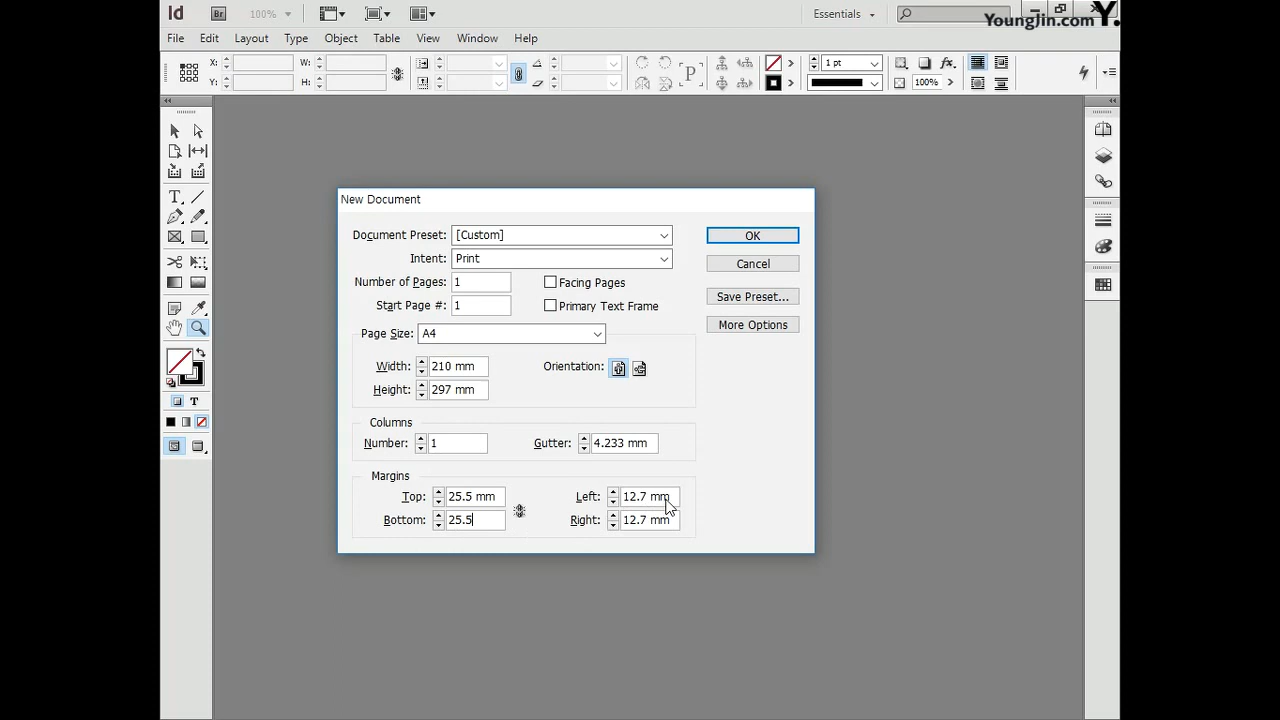 Id Br 100% Essentials
YoungJin.com Y.
File Edit Layout Type Object Table View Window Help
X: W: 1 pt fx.
Y: H: P 100%
New Document
Document Preset: [Custom] OK
Intent: Print Cancel
Number of Pages: 1 Facing Pages Save Preset...
Start Page #: 1 Primary Text Frame More Options
Page Size: A4
Width: 210 mm Orientation:
Height: 297 mm
Columns
Number: 1 Gutter: 4.233 mm
Margins
Top: 25.5 mm Left: 12.7 mm
Bottom: 25.5 Right: 12.7 mm
T
T